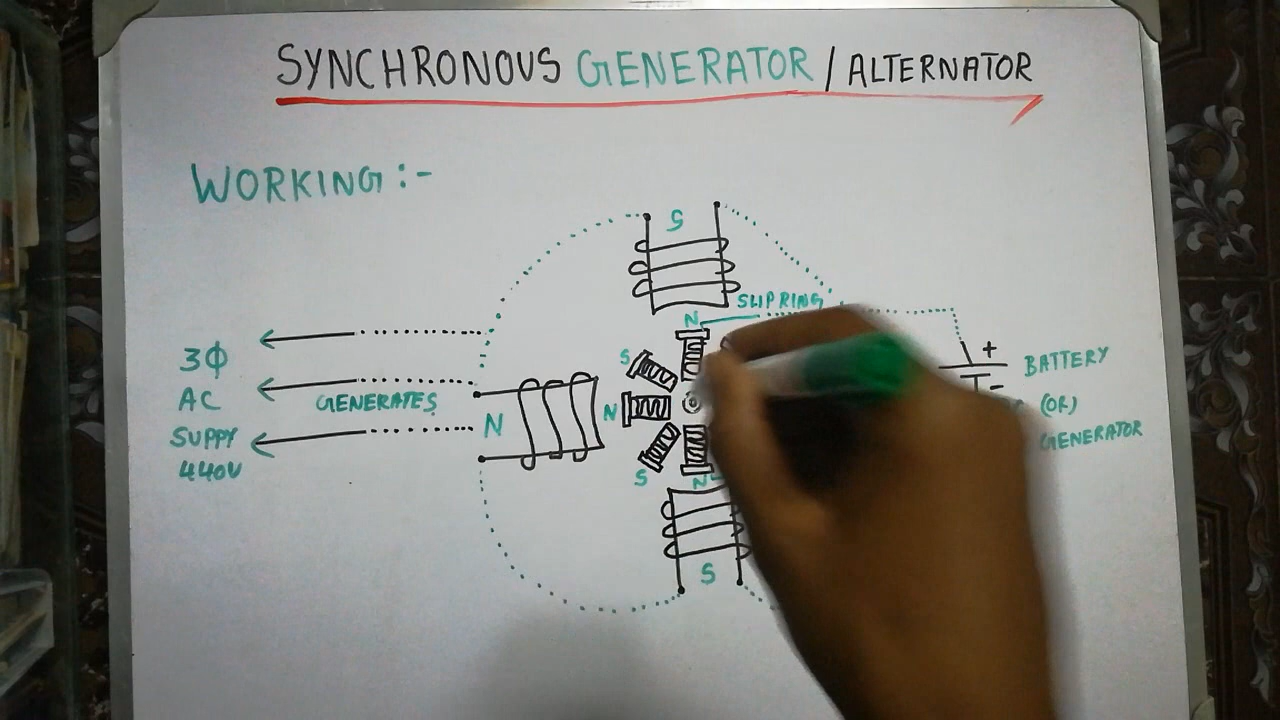 SYNCHRONOUS GENERATOR / ALTERNATOR
WORKING :-
S
SLIPRING
N
S
N
S
N
S
N
3Φ
AC
SUPPY
440V
GENERATES
+
-
BATTERY
(OR)
GENERATOR